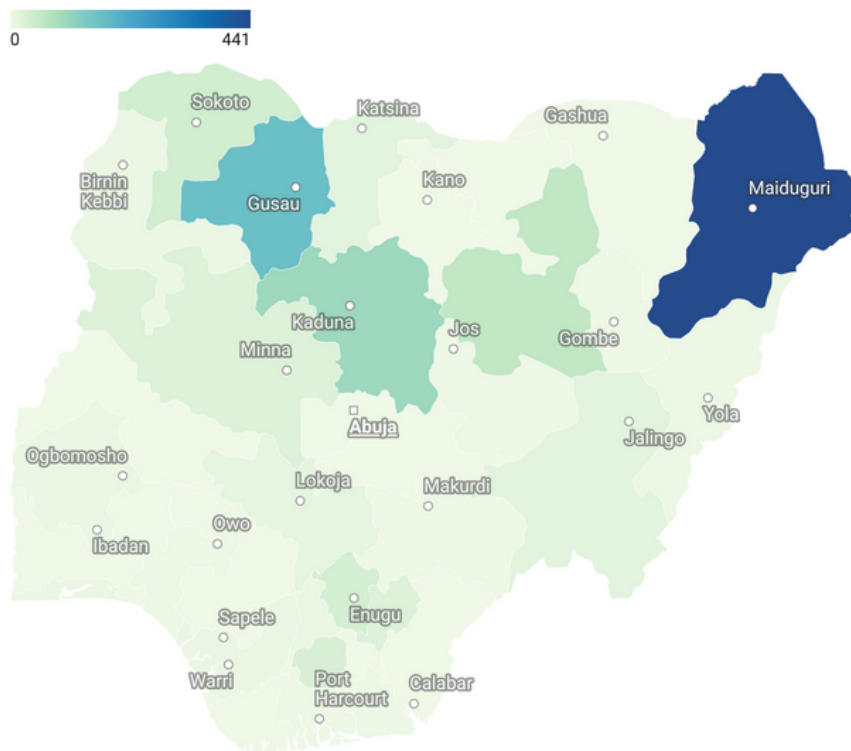 0 441
Sokoto
Katsina
Gashua
Birnin
Kebbi
Gusau
Kano
Maiduguri
Kaduna
Jos
Gombe
Minna
Abuja
Yola
Jalingo
Ogbomosho
Lokoja
Makurdi
Owo
Ibadan
Enugu
Sapele
Warri
Port
Harcourt
Calabar